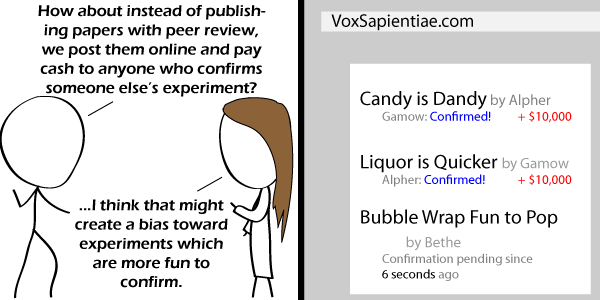 How about instead of publish-
ing papers with peer review,
we post them online and pay
cash to anyone who confirms
someone else's experiment?
...I think that might
create a bias toward
experiments which
are more fun to
confirm.
VoxSapientiae.com
Candy is Dandy by Alpher
Gamow: Confirmed! + $10,000
Liquor is Quicker by Gamow
Alpher: Confirmed! + $10,000
Bubble Wrap Fun to Pop
by Bethe
Confirmation pending since
6 seconds ago